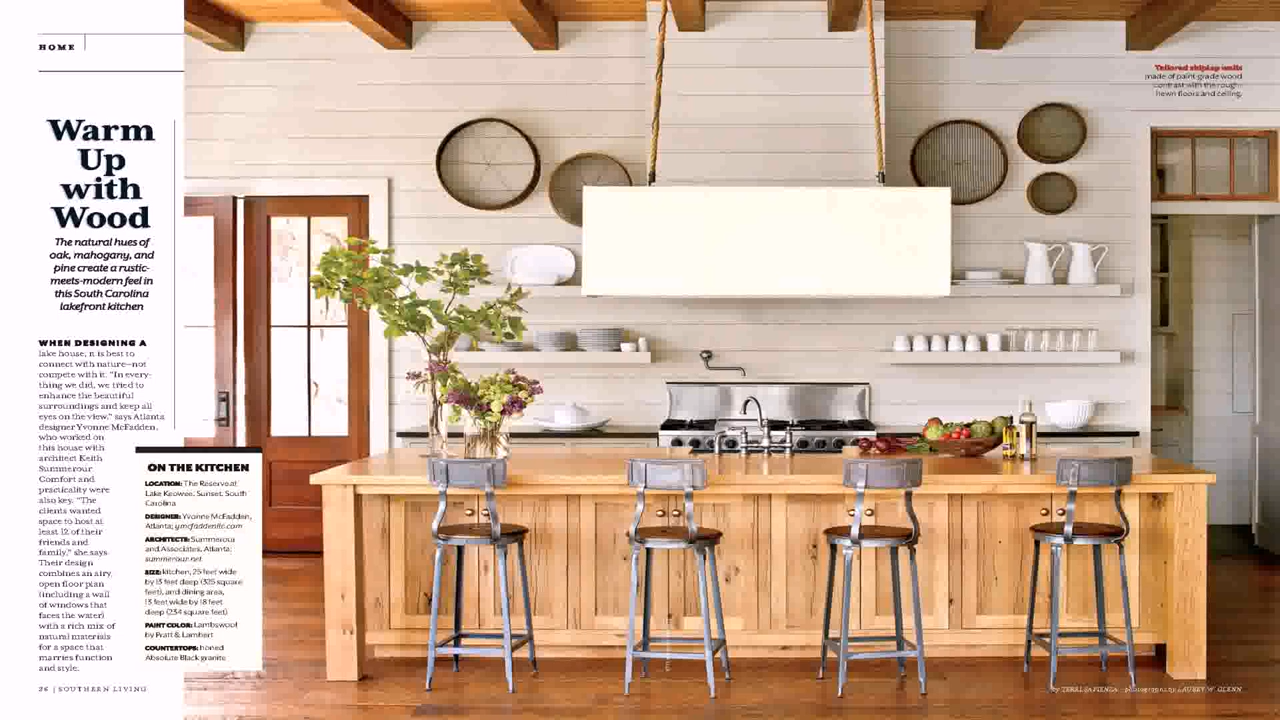 HOME
Warm
Up
with
Wood
The natural hues of
oak, mahogany, and
pine create a rustic-
meets-modern feel in
this South Carolina
lakefront kitchen
WHEN DESIGNING A
lake house, it is best to
connect with nature—not
compete with it. "In every-
thing we did, we tried to
enhance the beautiful
surroundings and keep all
eyes on the view," says Atlanta
designer Yvonne McFadden,
who worked on
this house with
architect Keith
Summerour.
Comfort and
practicality were
also key. "The
clients wanted
space to host at
least 12 of their
friends and
family," she says.
Their design
combines an airy,
open floor plan
(including a wall
of windows that
faces the water)
with a rich mix of
natural materials
for a space that
marries function
and style.
ON THE KITCHEN
LOCATION: The Reserve at
Lake Keowee, Sunset, South
Carolina
DESIGNER: Yvonne McFadden,
Atlanta; ymcfaddenllc.com
ARCHITECTS: Summerour
and Associates, Atlanta;
summerour.net
SIZE: kitchen, 25 feet wide
by 13 feet deep (325 square
feet), and dining area,
13 feet wide by 18 feet
deep (234 square feet)
PAINT COLOR: Lambswool
by Pratt & Lambert
COUNTERTOPS: honed
Absolute Black granite
Tailored shiplap walls
made of paint-grade wood
contrast with the rough-
hewn floors and ceiling.
36 | SOUTHERN LIVING
by TERRI SAPIENZA photographs by LAUREY W. GLENN